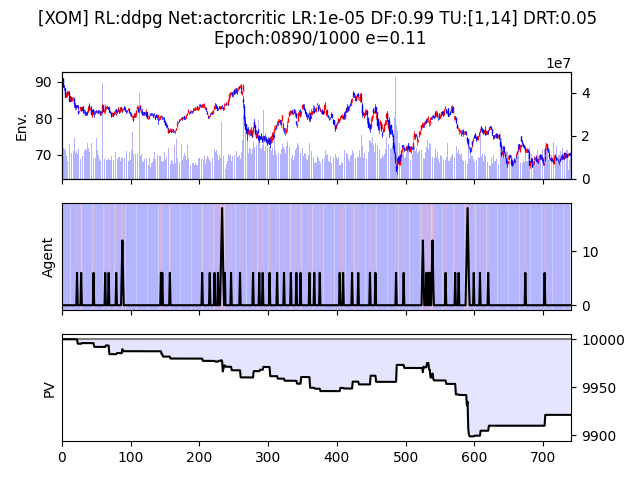 [XOM] RL:ddpg Net:actorcritic LR:1e-05 DF:0.99 TU:[1,14] DRT:0.05
Epoch:0890/1000 e=0.11
1e7
90
80
70
Env.
4
2
0
Agent
10
0
PV
10000
9950
9900
0 100 200 300 400 500 600 700